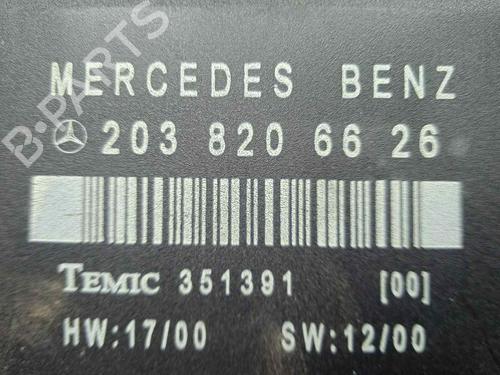 MERCEDES BENZ
203 820 66 26
TEMIC 351391 [00]
HW:17/00 SW:12/00
B-PARTS